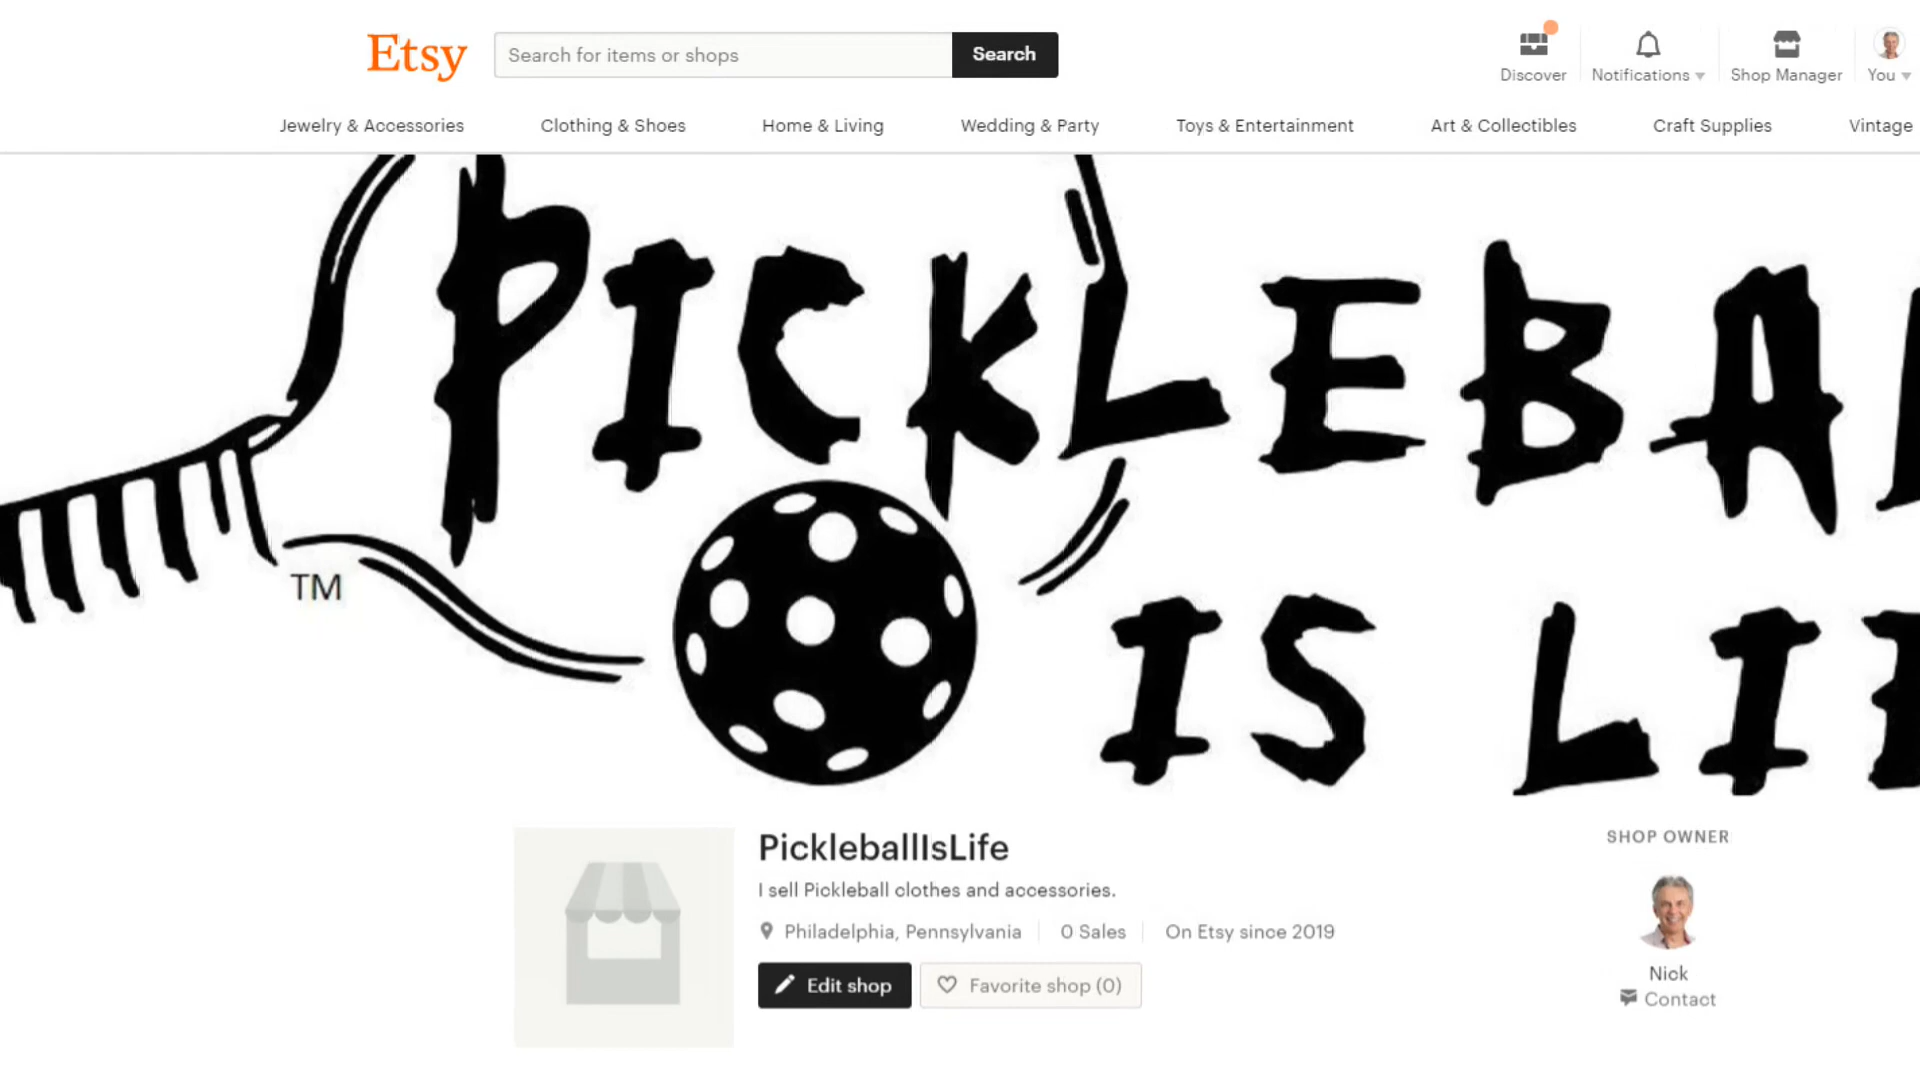 Etsy
Search for items or shops
Search
Discover
Notifications
Shop Manager
You
Jewelry & Accessories
Clothing & Shoes
Home & Living
Wedding & Party
Toys & Entertainment
Art & Collectibles
Craft Supplies
Vintage
PICKLEBA
TM
IS LI
PickleballIsLife
I sell Pickleball clothes and accessories.
Philadelphia, Pennsylvania
0 Sales
On Etsy since 2019
Edit shop
Favorite shop (0)
SHOP OWNER
Nick
Contact